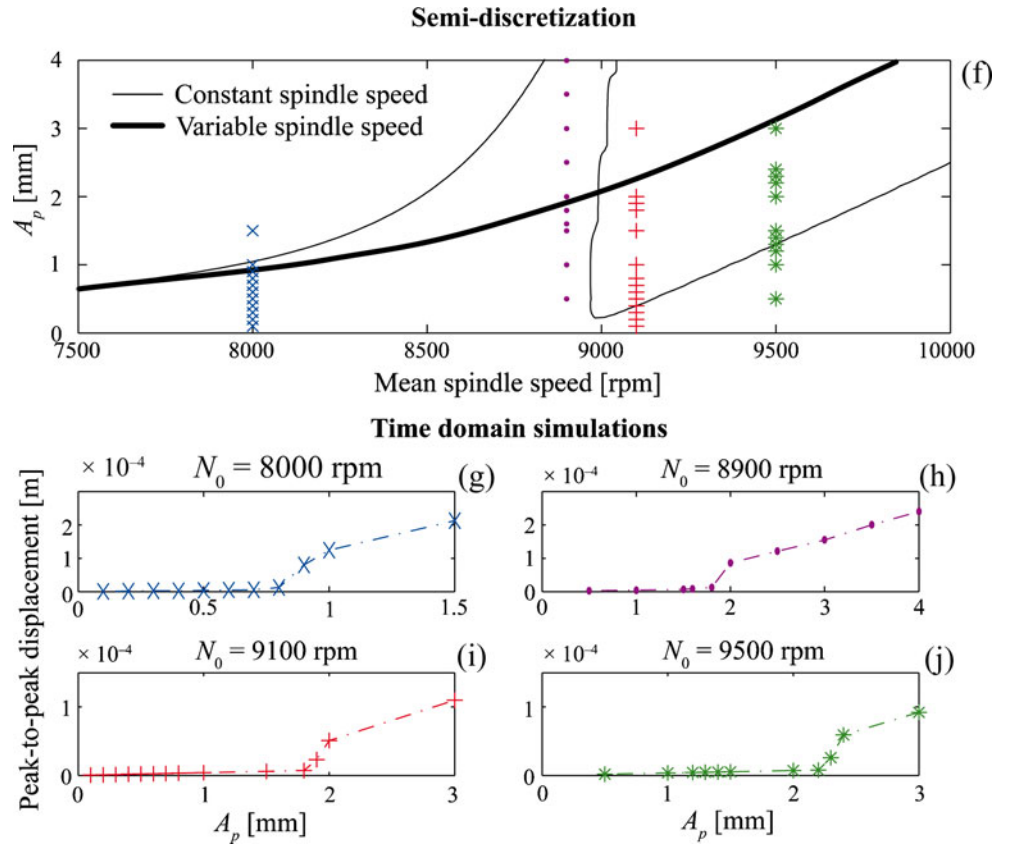 Semi-discretization
(f)
Constant spindle speed
Variable spindle speed
A_p [mm]
4
3
2
1
0
7500 8000 8500 9000 9500 10000
Mean spindle speed [rpm]
Time domain simulations
Peak-to-peak displacement [m]
× 10⁻⁴ N₀ = 8000 rpm (g)
2
1
0
0.5 1 1.5
× 10⁻⁴ N₀ = 8900 rpm (h)
2
1
0
0 1 2 3 4
× 10⁻⁴ N₀ = 9100 rpm (i)
1
0
0 1 2 3
A_p [mm]
× 10⁻⁴ N₀ = 9500 rpm (j)
1
0
0 1 2 3
A_p [mm]